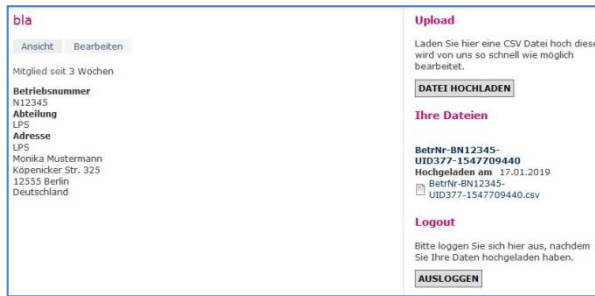 bla
Ansicht Bearbeiten
Mitglied seit 3 Wochen
Betriebsnummer
N12345
Abteilung
LPS
Adresse
LPS
Monika Mustermann
Köpenicker Str. 325
12555 Berlin
Deutschland
Upload
Laden Sie hier eine CSV Datei hoch diese
wird von uns so schnell wie möglich
bearbeitet.
DATEI HOCHLADEN
Ihre Dateien
BetrNr-BN12345-
UID377-1547709440
Hochgeladen am 17.01.2019
BetrNr-BN12345-
UID377-1547709440.csv
Logout
Bitte loggen Sie sich hier aus, nachdem
Sie Ihre Daten hochgeladen haben.
AUSLOGGEN